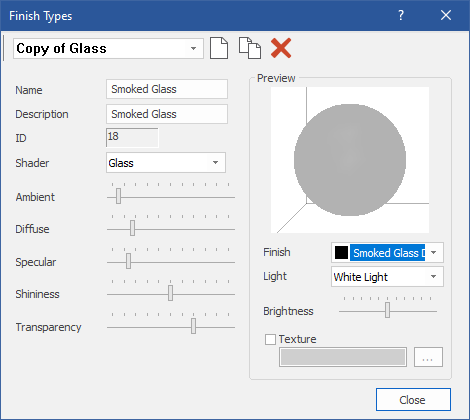 Finish Types
Copy of Glass
Name Smoked Glass
Description Smoked Glass
ID 18
Shader Glass
Ambient
Diffuse
Specular
Shininess
Transparency
Preview
Finish Smoked Glass D
Light White Light
Brightness
Texture
...
Close